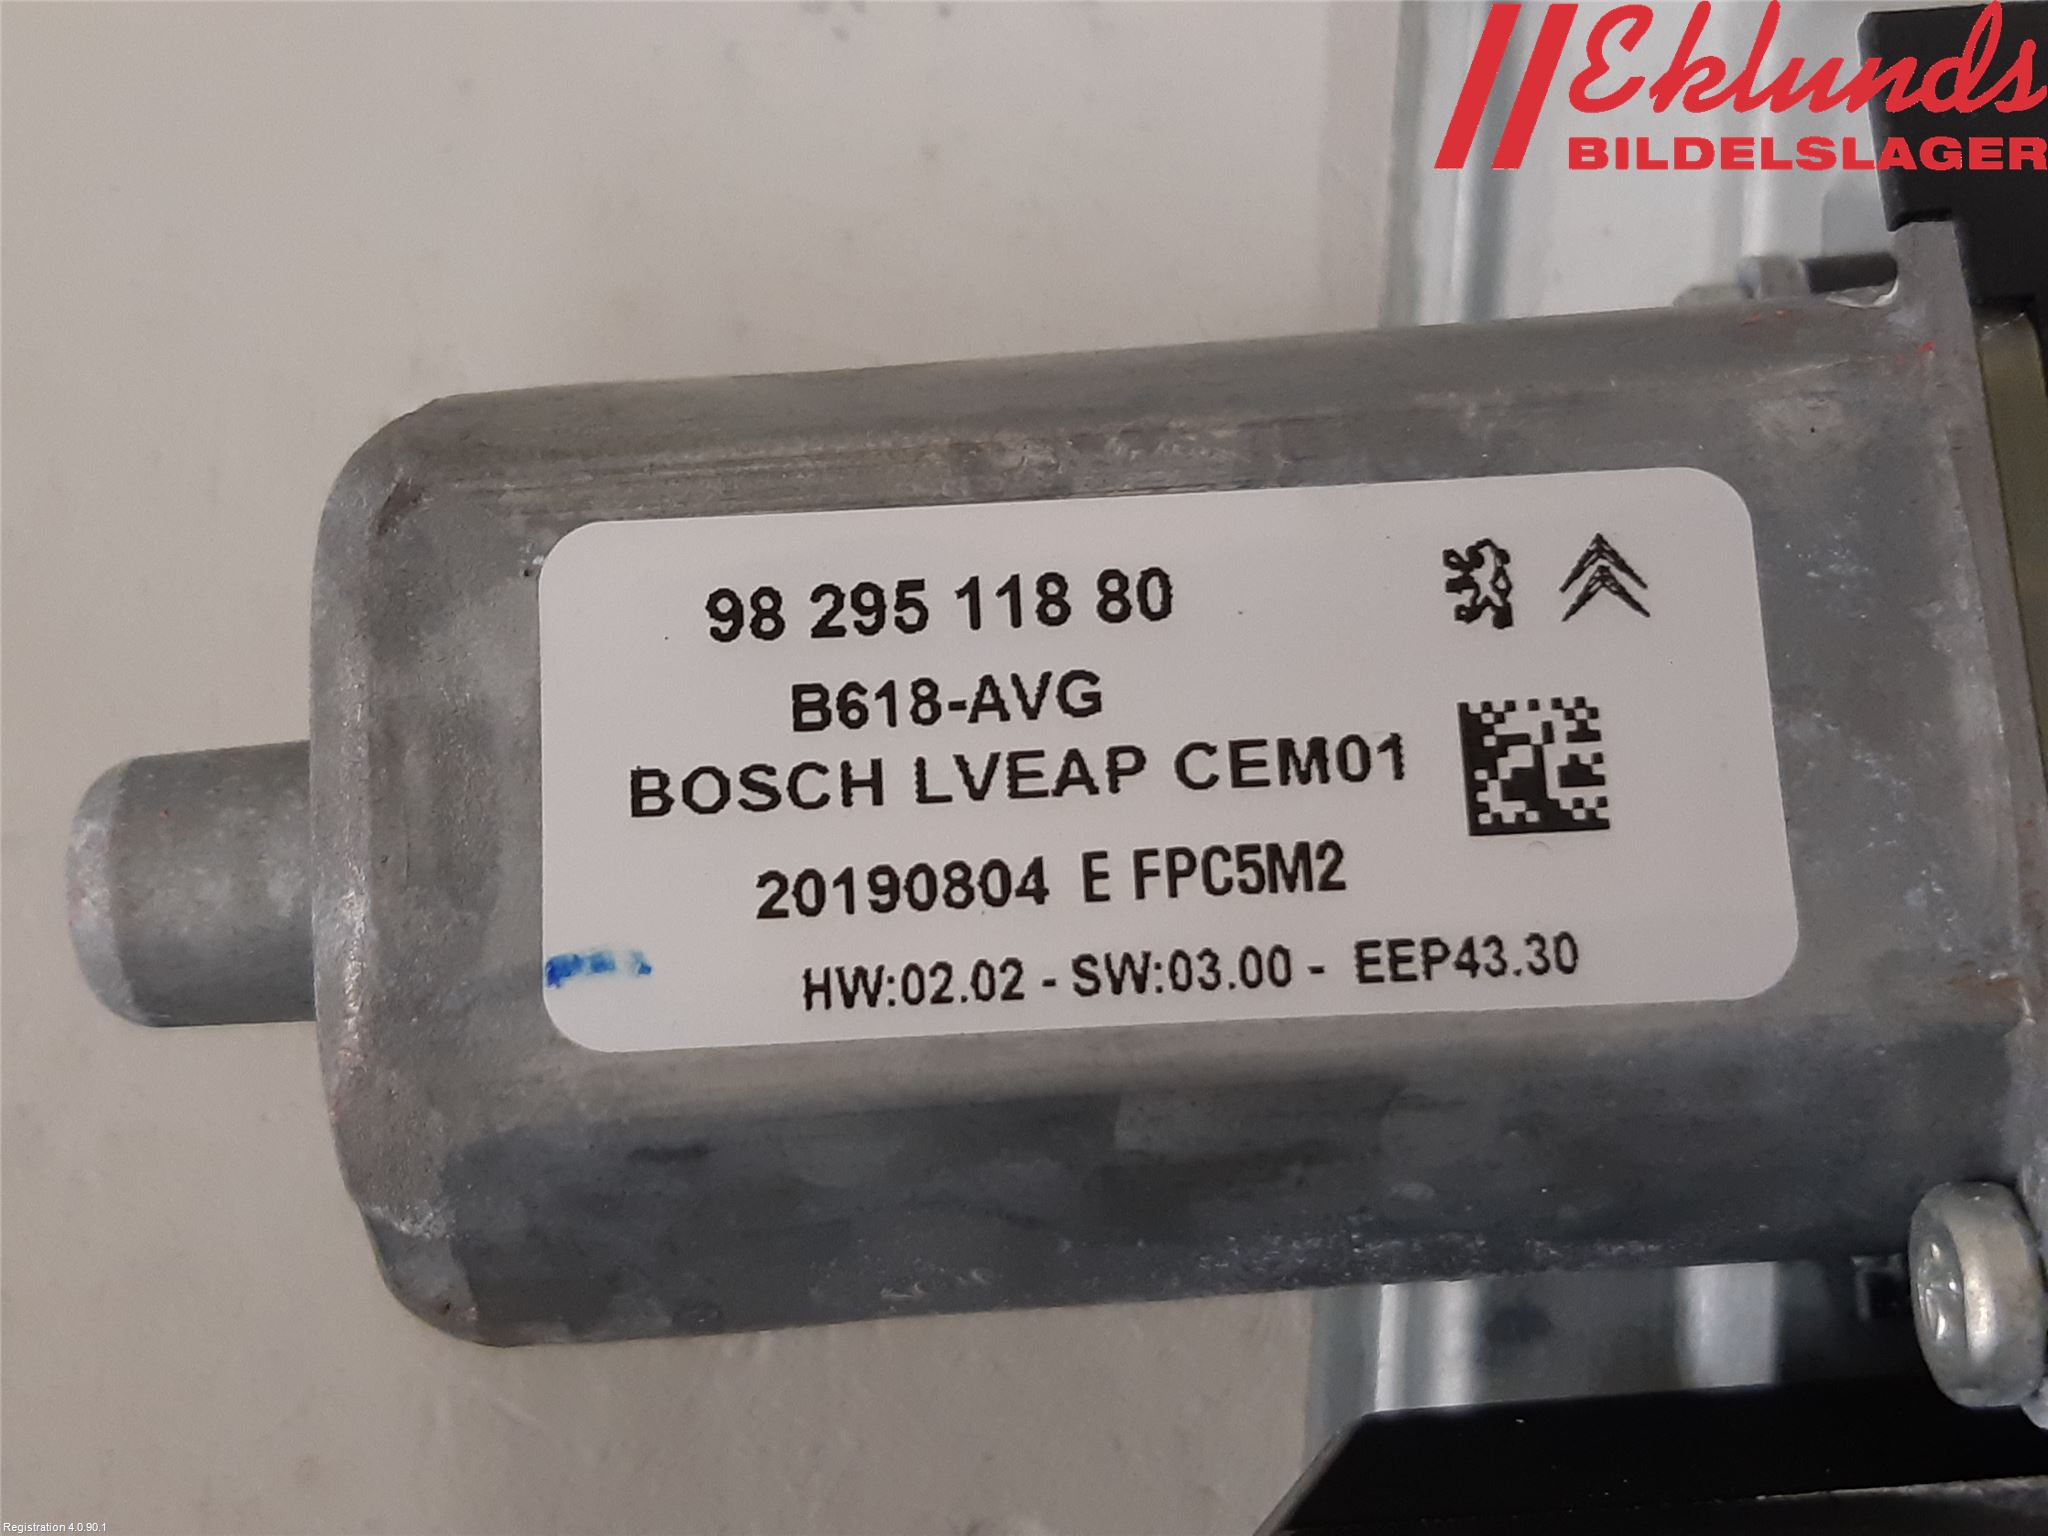 Eklunds
BILDELSLAGER
98 295 118 80
B618-AVG
BOSCH LVEAP CEM01
20190804 E FPC5M2
HW:02.02 - SW:03.00 - EEP43.30
Registration 4.0.90.1